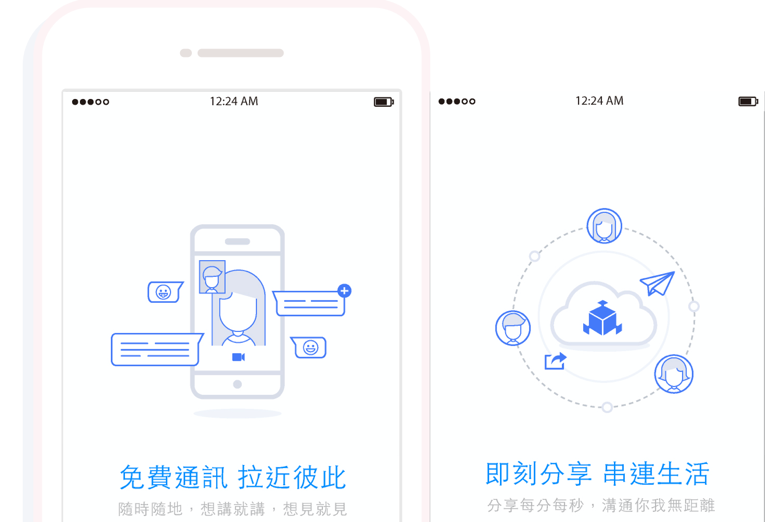 12:24 AM
免費通訊 拉近彼此
隨時隨地，想講就講，想見就見
12:24 AM
即刻分享 串連生活
分享每分每秒，溝通你我無距離